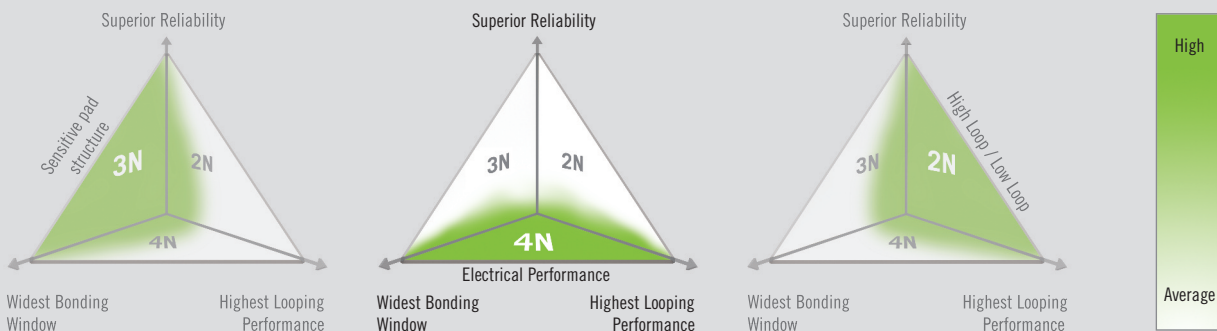 Superior Reliability
Sensitive pad
structure
3N
2N
4N
Widest Bonding
Window
Highest Looping
Performance
Superior Reliability
3N
2N
4N
Electrical Performance
Widest Bonding
Window
Highest Looping
Performance
Superior Reliability
High Loop / Low Loop
3N
2N
4N
Widest Bonding
Window
Highest Looping
Performance
High
Average